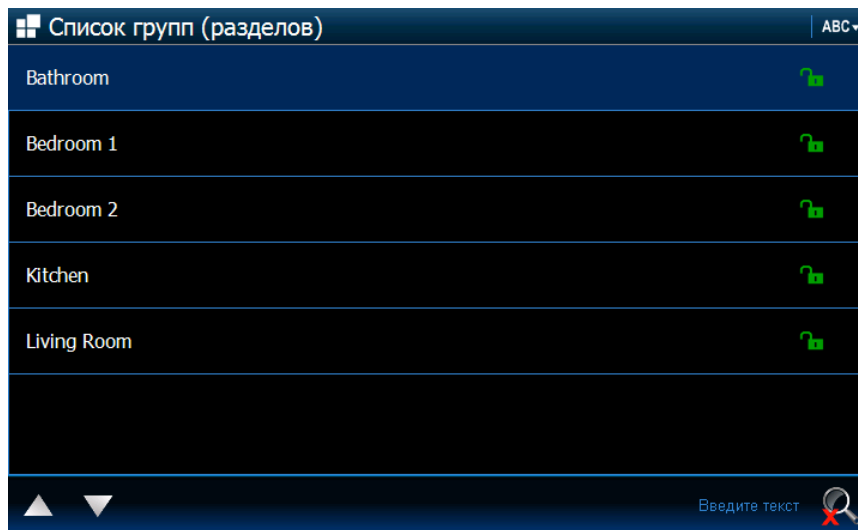 Список групп (разделов)
ABC
Bathroom
Bedroom 1
Bedroom 2
Kitchen
Living Room
Введите текст